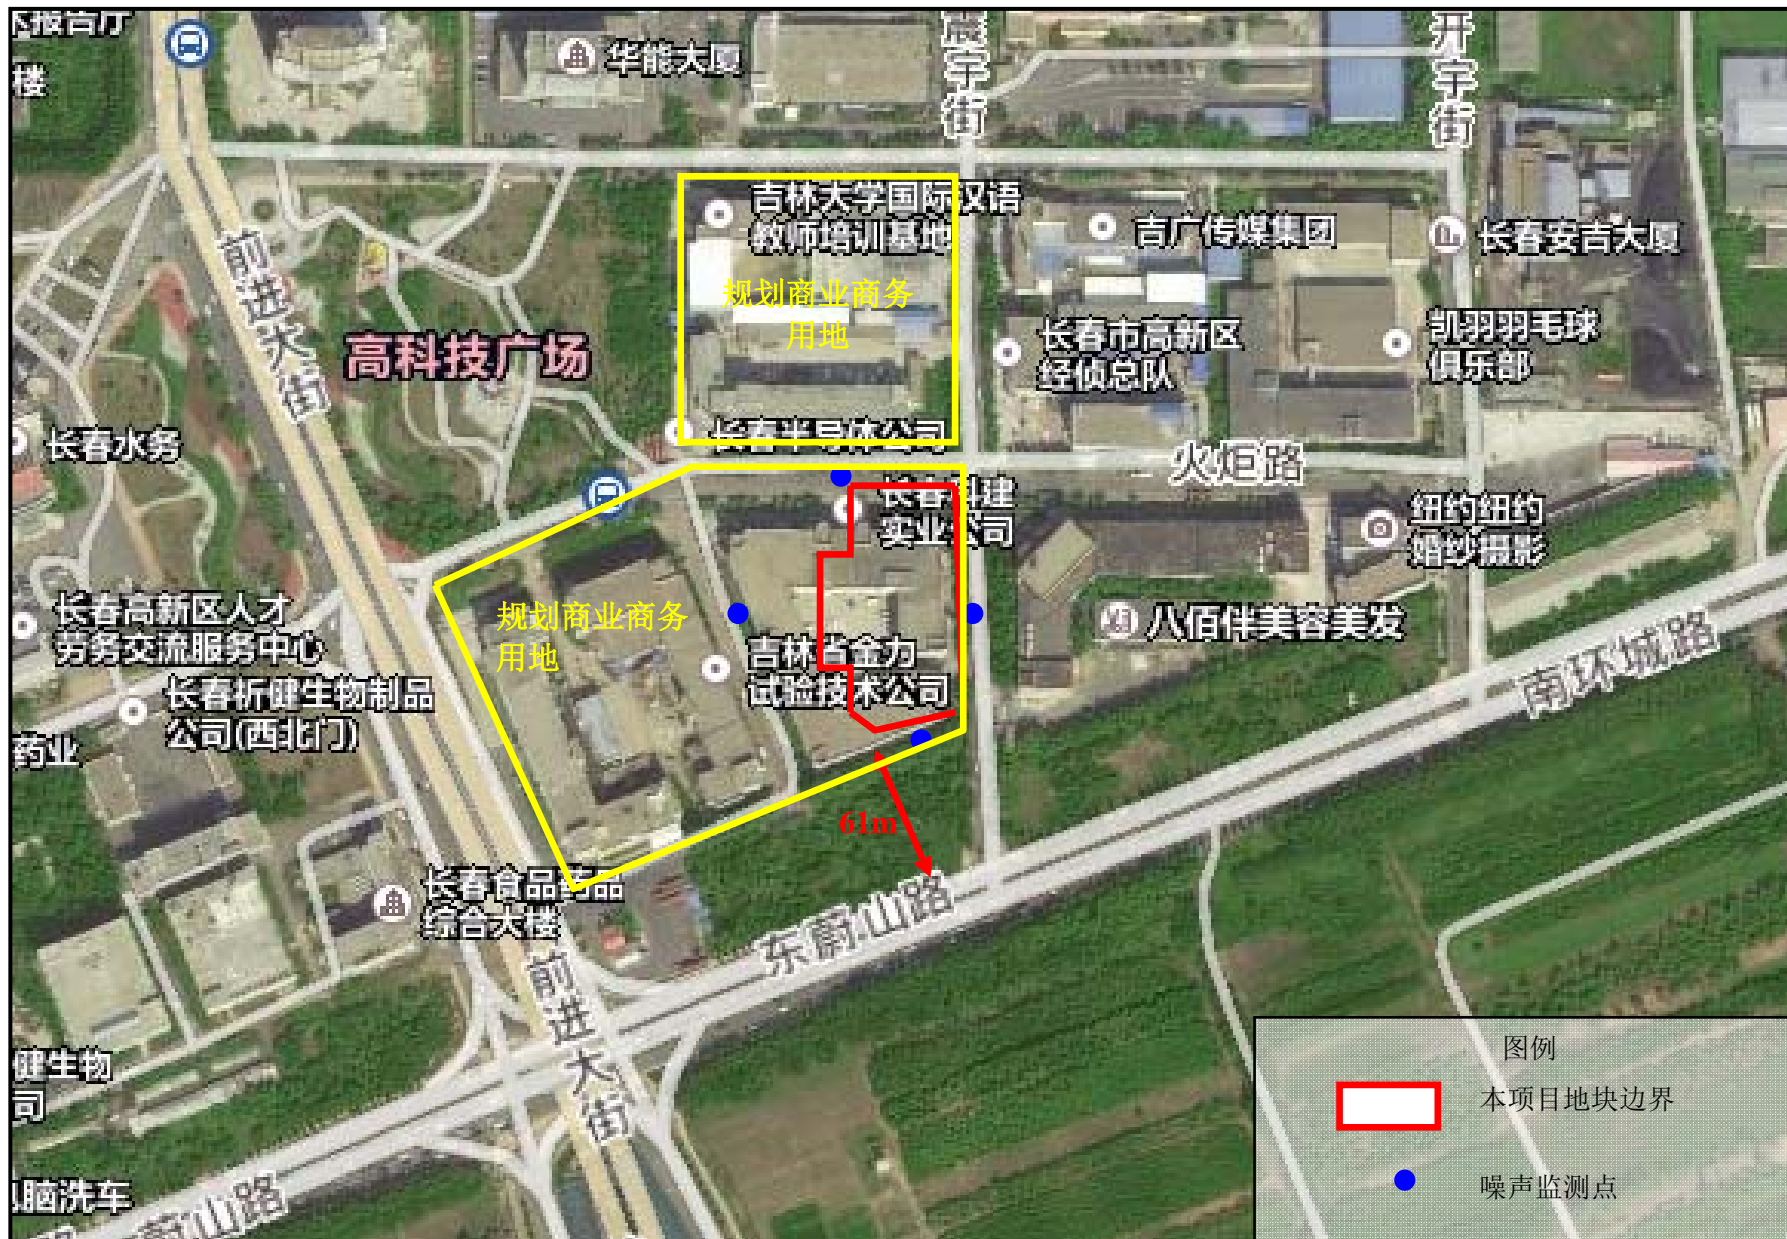 报告厅
楼
华能大厦
震宇街
开宇街
吉林大学国际汉语
教师培训基地
吉广传媒集团
长春安吉大厦
前进大街
规划商业商务
用地
高科技广场
长春市高新区
经侦总队
凯羽羽毛球
俱乐部
长春水务
长春半导体公司
火炬路
长春科建
实业公司
纽约纽约
婚纱摄影
长春高新区人才
劳务交流服务中心
规划商业商务
用地
八佰伴美容美发
吉林省金力
试验技术公司
南环城路
长春祈健生物制品
公司(西北门)
药业
61m
长春食品药品
综合大楼
东蔚山路
前进大街
健生物
司
图例
本项目地块边界
噪声监测点
脑洗车
蔚山路